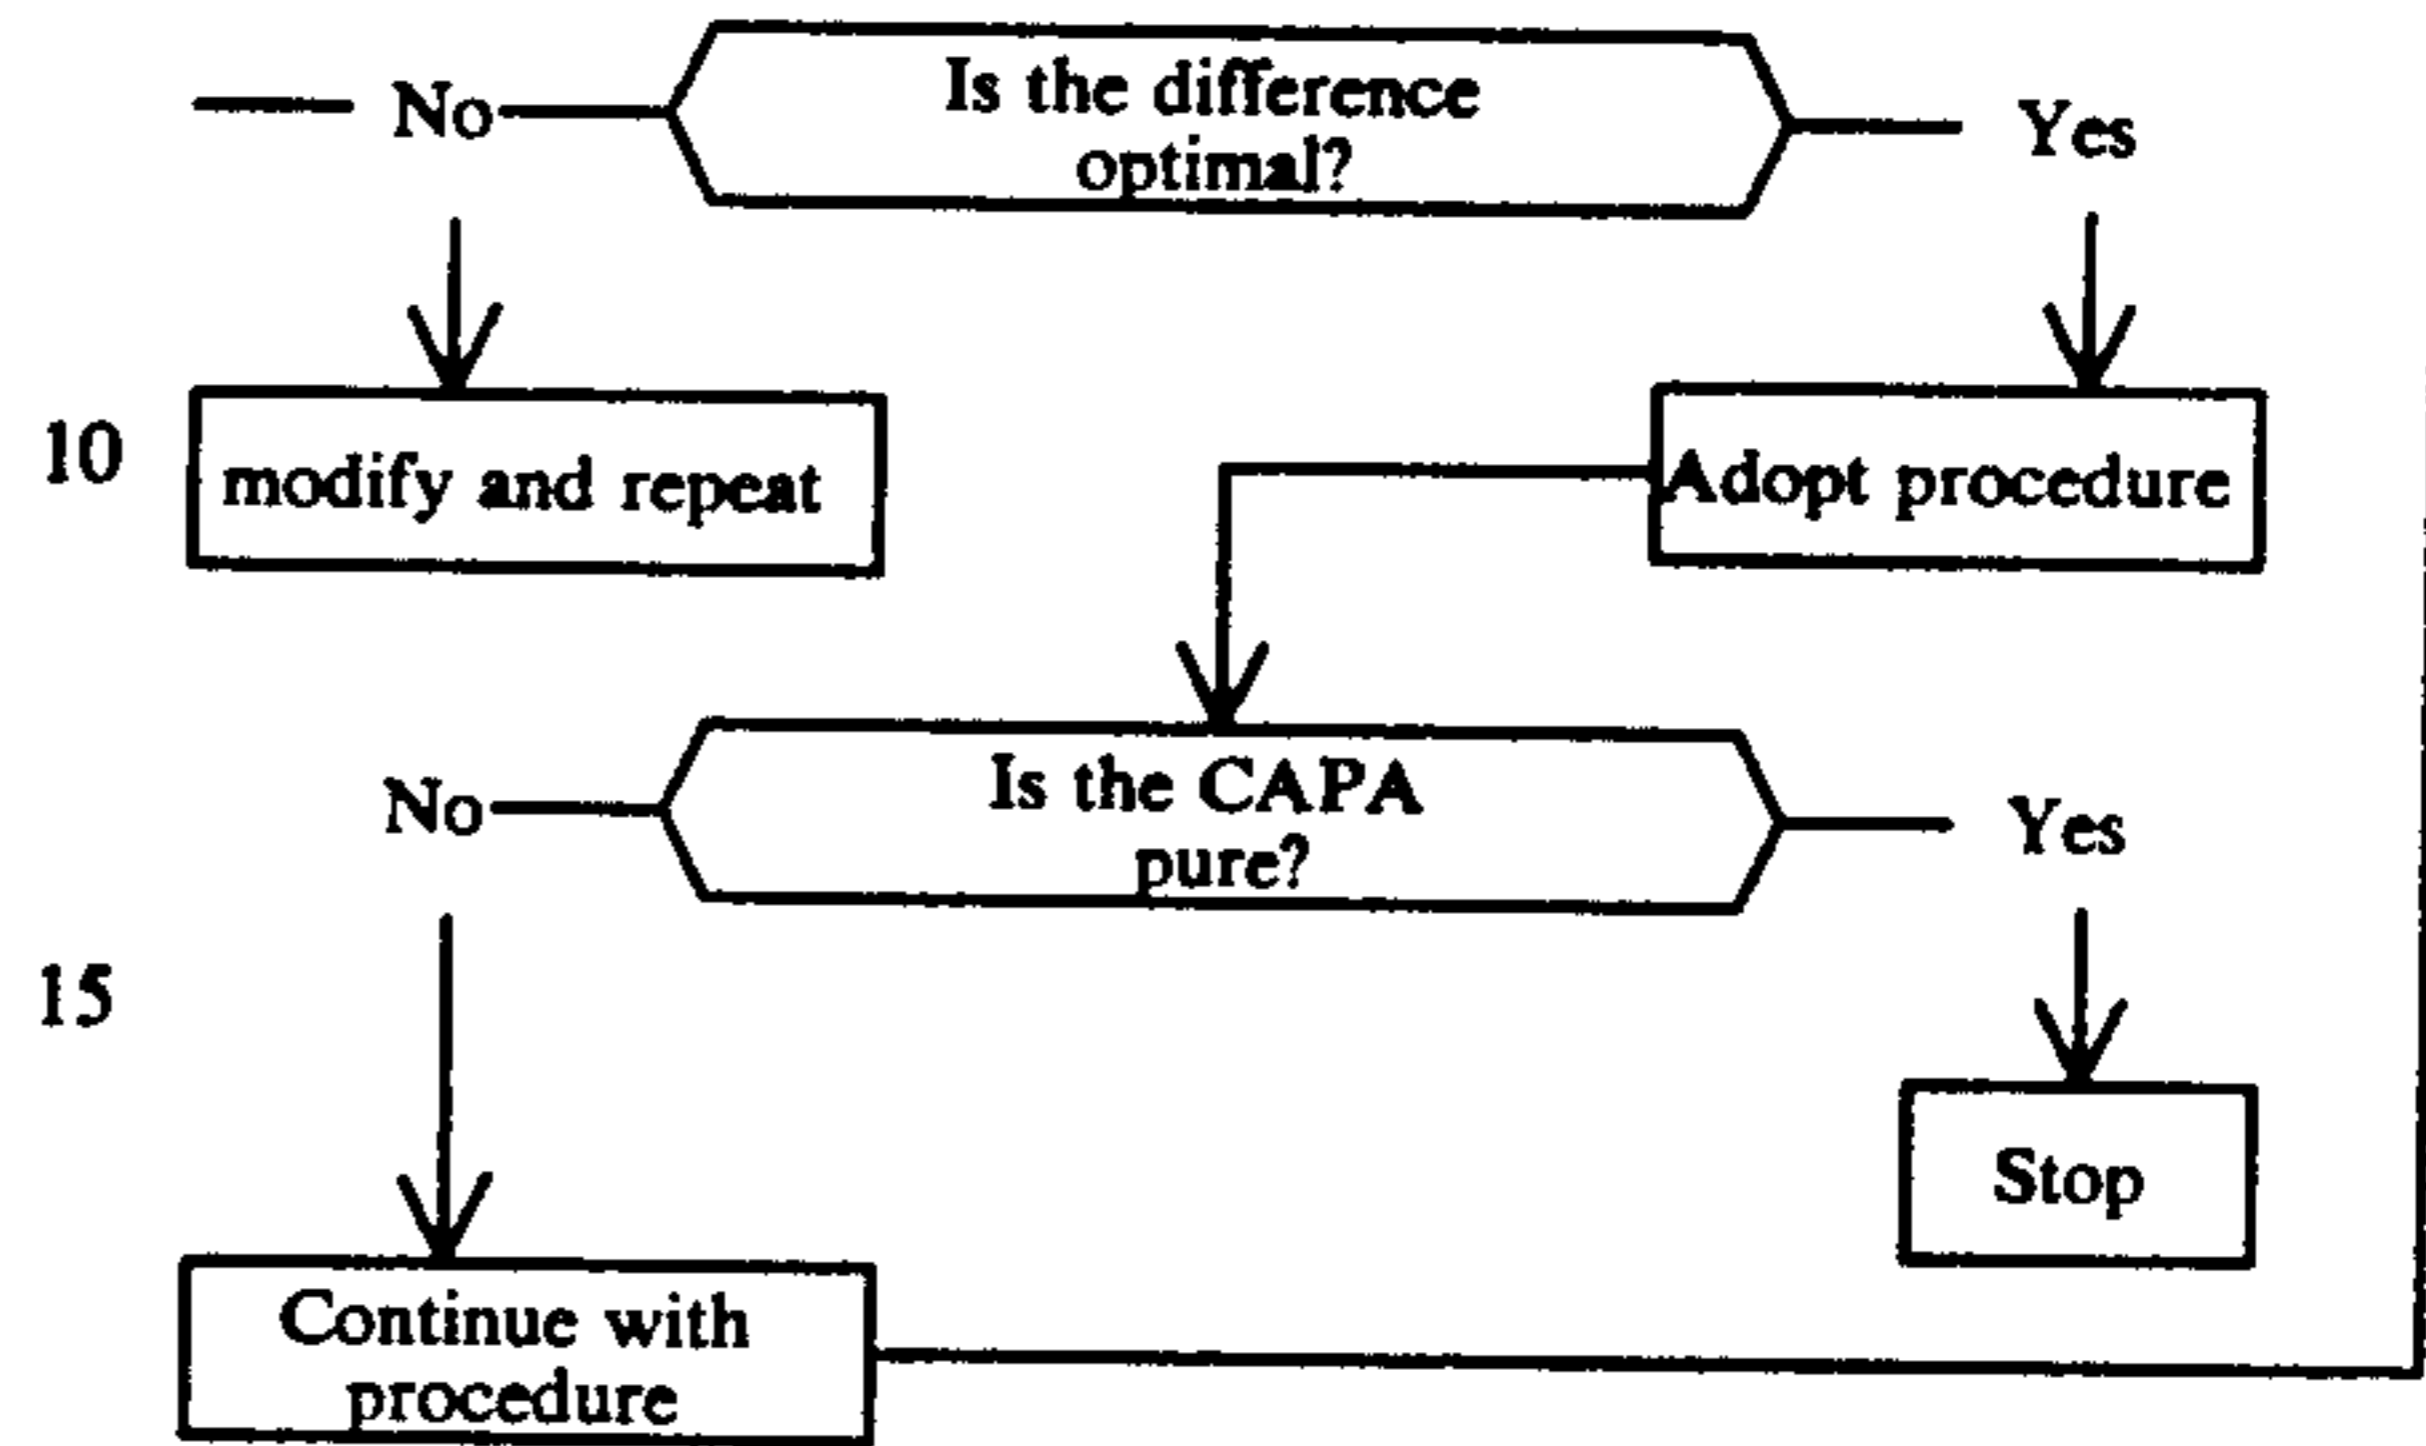 No
Is the difference
optimal?
Yes
10
modify and repeat
Adopt procedure
No
Is the CAPA
pure?
Yes
15
Stop
Continue with
procedure